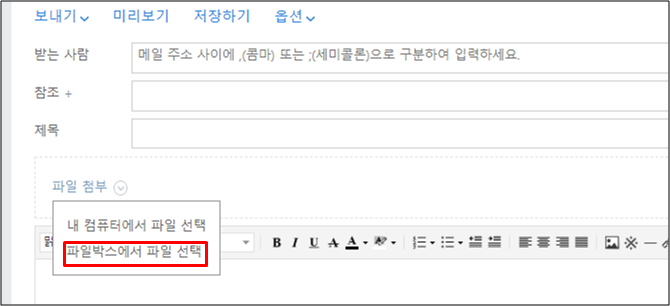 보내기 미리보기 저장하기 옵션
받는 사람 메일 주소 사이에 ,(콤마) 또는 ;(세미콜론)으로 구분하여 입력하세요.
참조 +
제목
파일 첨부
내 컴퓨터에서 파일 선택
파일박스에서 파일 선택
B I U A A